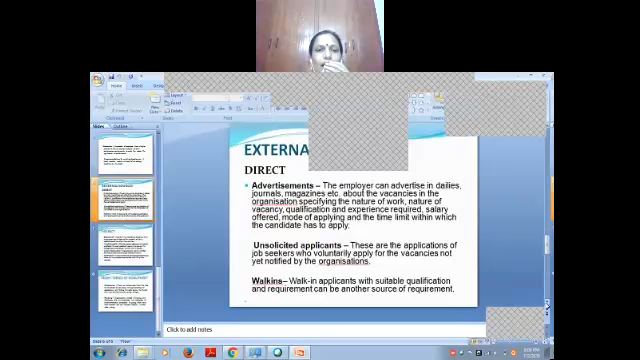 Home
Slides
Outline
EXTERNA
DIRECT
Advertisements – The employer can advertise in dailies,
journals, magazines etc. about the vacancies in the
organisation specifying the nature of work, nature of
vacancy, qualification and experience required, salary
offered, mode of applying and the time limit within which
the candidate has to apply.
Unsolicited applicants – These are the applications of
job seekers who voluntarily apply for the vacancies not
yet notified by the organisations.
Walkins– Walk-in applicants with suitable qualification
and requirement can be another source of requirement.
Click to add notes